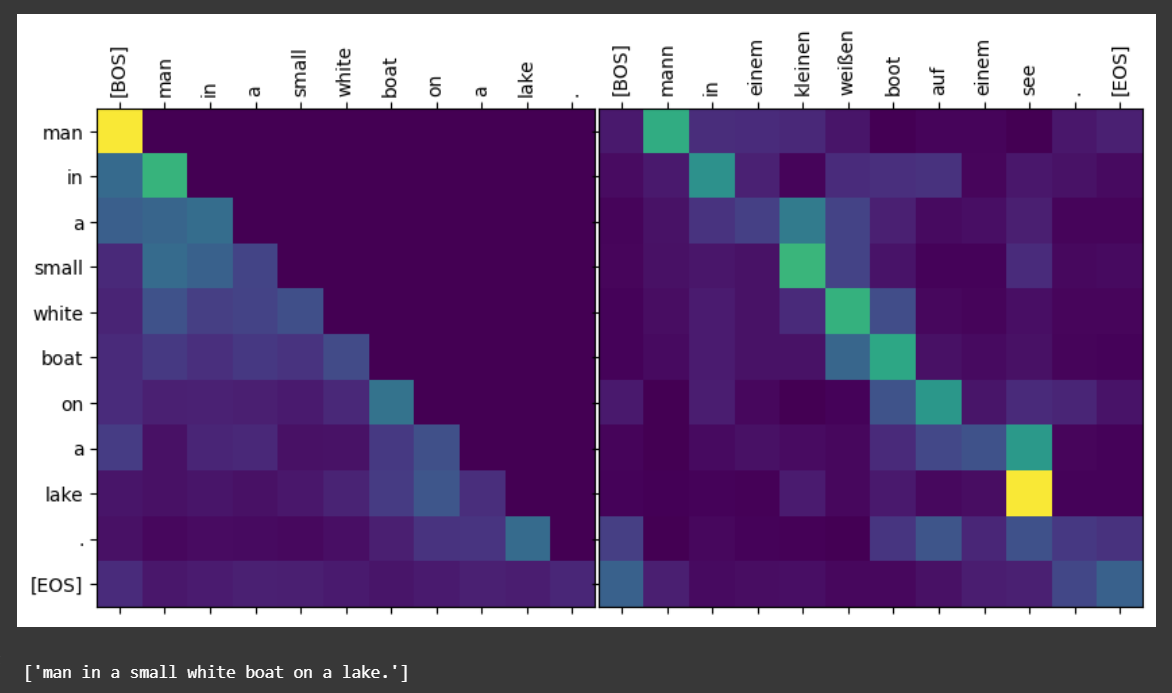 [BOS] man in a small white boat on a lake . [BOS] mann in einem kleinen weißen boot auf einem see . [EOS]
man
in
a
small
white
boat
on
a
lake
.
[EOS]
['man in a small white boat on a lake.']